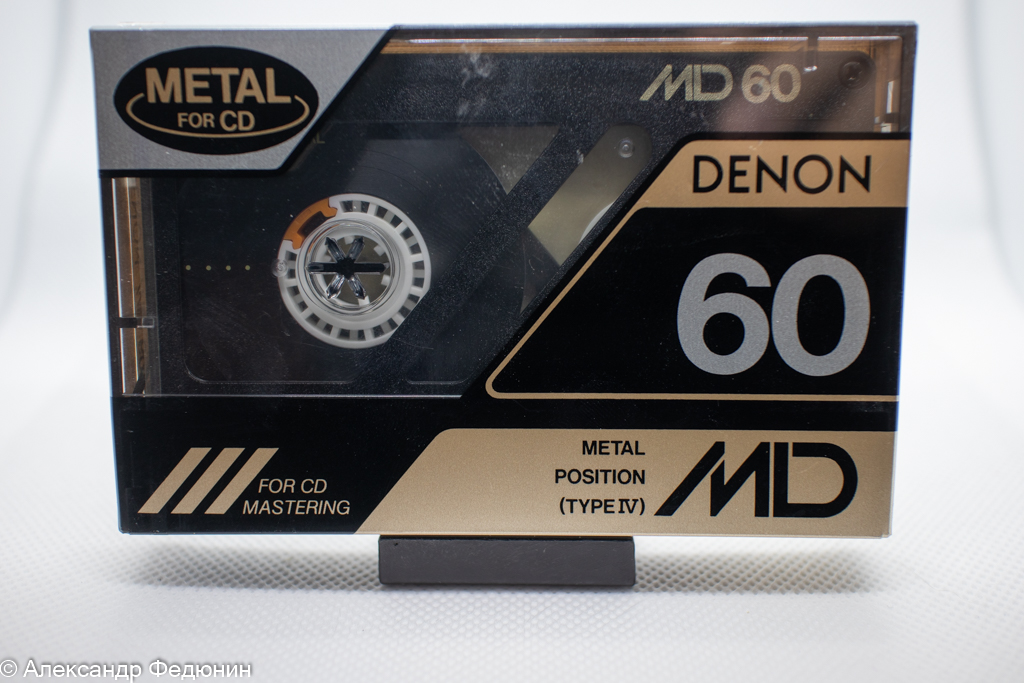 METAL
FOR CD
MD 60
DENON
60
FOR CD
MASTERING
METAL
POSITION
(TYPE IV)
MD
© Александр Федюнин